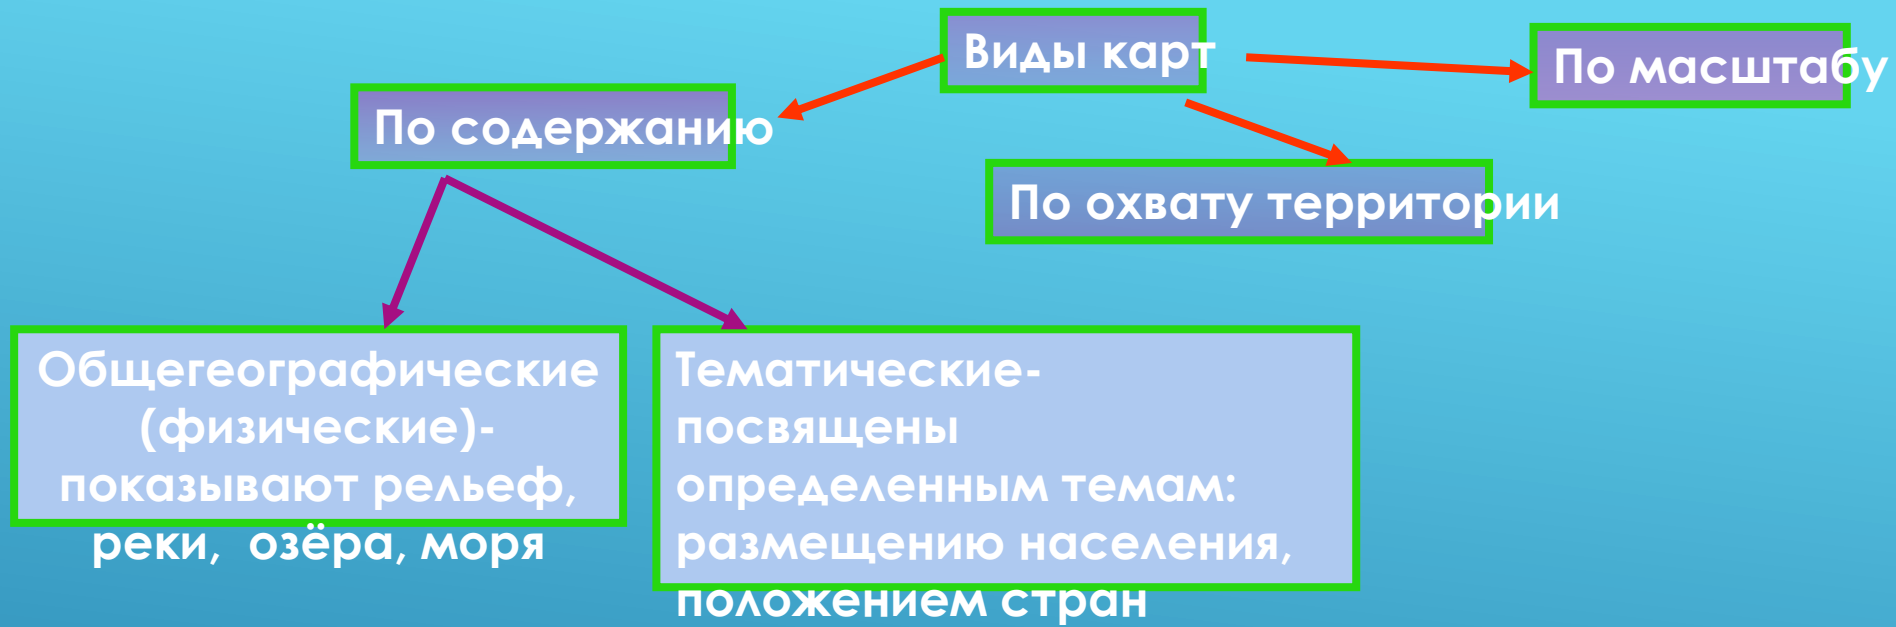 Виды карт
По масштабу
По содержанию
По охвату территории
Общегеографические
(физические)-
показывают рельеф,
реки,  озёра, моря
Тематические-
посвящены
определенным темам:
размещению населения,
положением стран